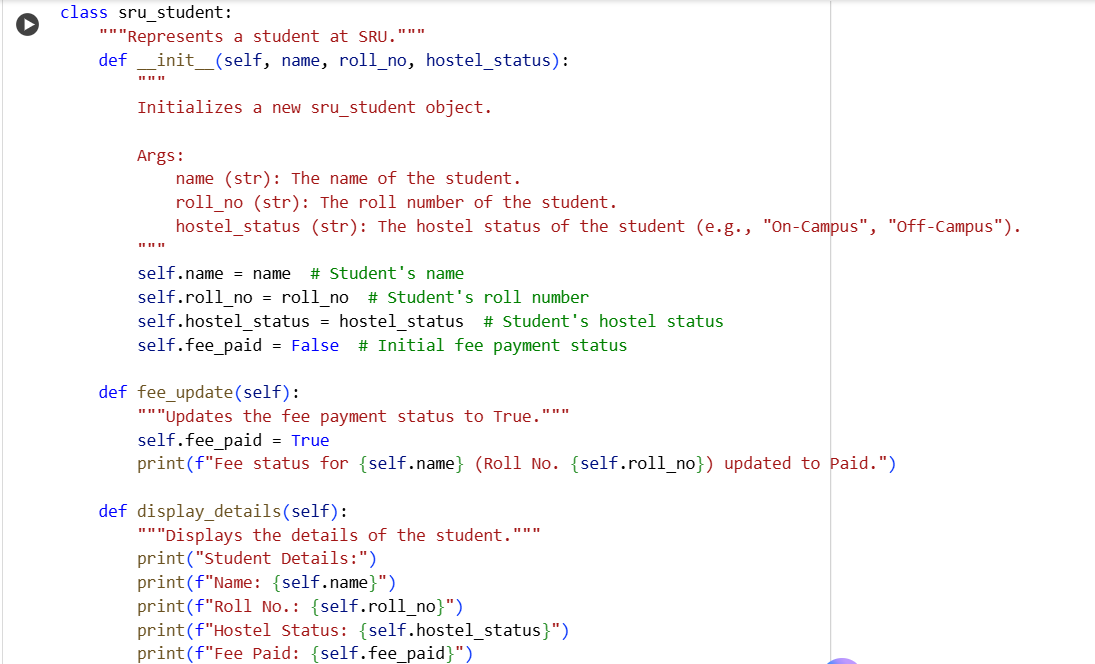 class sru_student:
    """Represents a student at SRU."""
    def __init__(self, name, roll_no, hostel_status):
        """
        Initializes a new sru_student object.

        Args:
            name (str): The name of the student.
            roll_no (str): The roll number of the student.
            hostel_status (str): The hostel status of the student (e.g., "On-Campus", "Off-Campus").
        """
        self.name = name  # Student's name
        self.roll_no = roll_no  # Student's roll number
        self.hostel_status = hostel_status  # Student's hostel status
        self.fee_paid = False  # Initial fee payment status

    def fee_update(self):
        """Updates the fee payment status to True."""
        self.fee_paid = True
        print(f"Fee status for {self.name} (Roll No. {self.roll_no}) updated to Paid.")

    def display_details(self):
        """Displays the details of the student."""
        print("Student Details:")
        print(f"Name: {self.name}")
        print(f"Roll No.: {self.roll_no}")
        print(f"Hostel Status: {self.hostel_status}")
        print(f"Fee Paid: {self.fee_paid}")